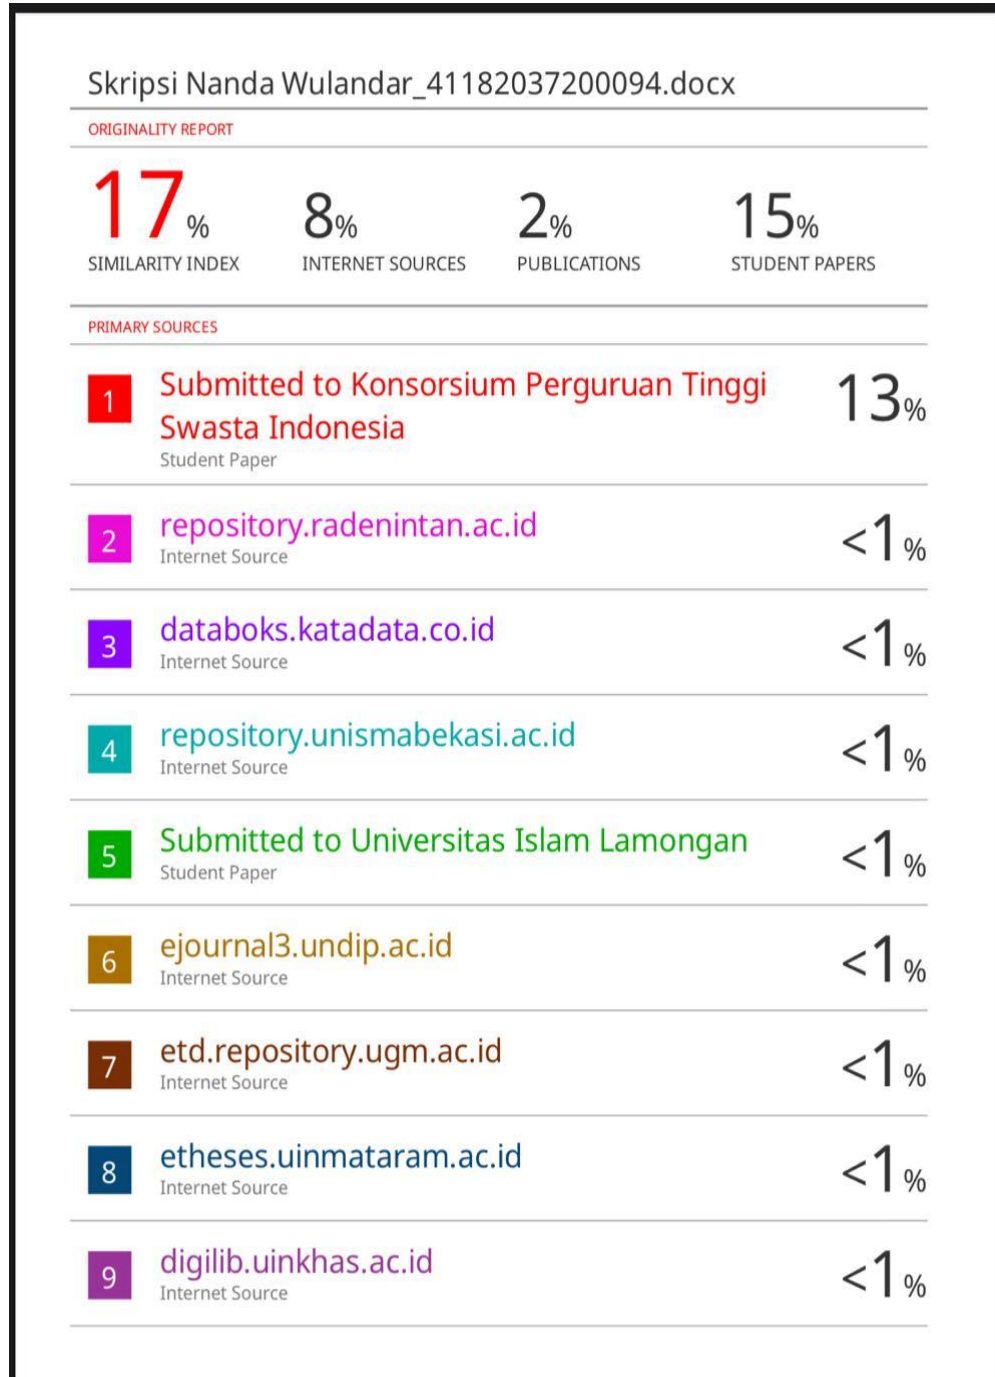 Skripsi Nanda Wulandar_41182037200094.docx
ORIGINALITY REPORT
17% 8% 2% 15%
SIMILARITY INDEX INTERNET SOURCES PUBLICATIONS STUDENT PAPERS
PRIMARY SOURCES
1 Submitted to Konsorsium Perguruan Tinggi 13%
Swasta Indonesia
Student Paper
2 repository.radenintan.ac.id <1%
Internet Source
3 databoks.katadata.co.id <1%
Internet Source
4 repository.unismabekasi.ac.id <1%
Internet Source
5 Submitted to Universitas Islam Lamongan <1%
Student Paper
6 ejournal3.undip.ac.id <1%
Internet Source
7 etd.repository.ugm.ac.id <1%
Internet Source
8 etheses.uinmataram.ac.id <1%
Internet Source
9 digilib.uinkhas.ac.id <1%
Internet Source